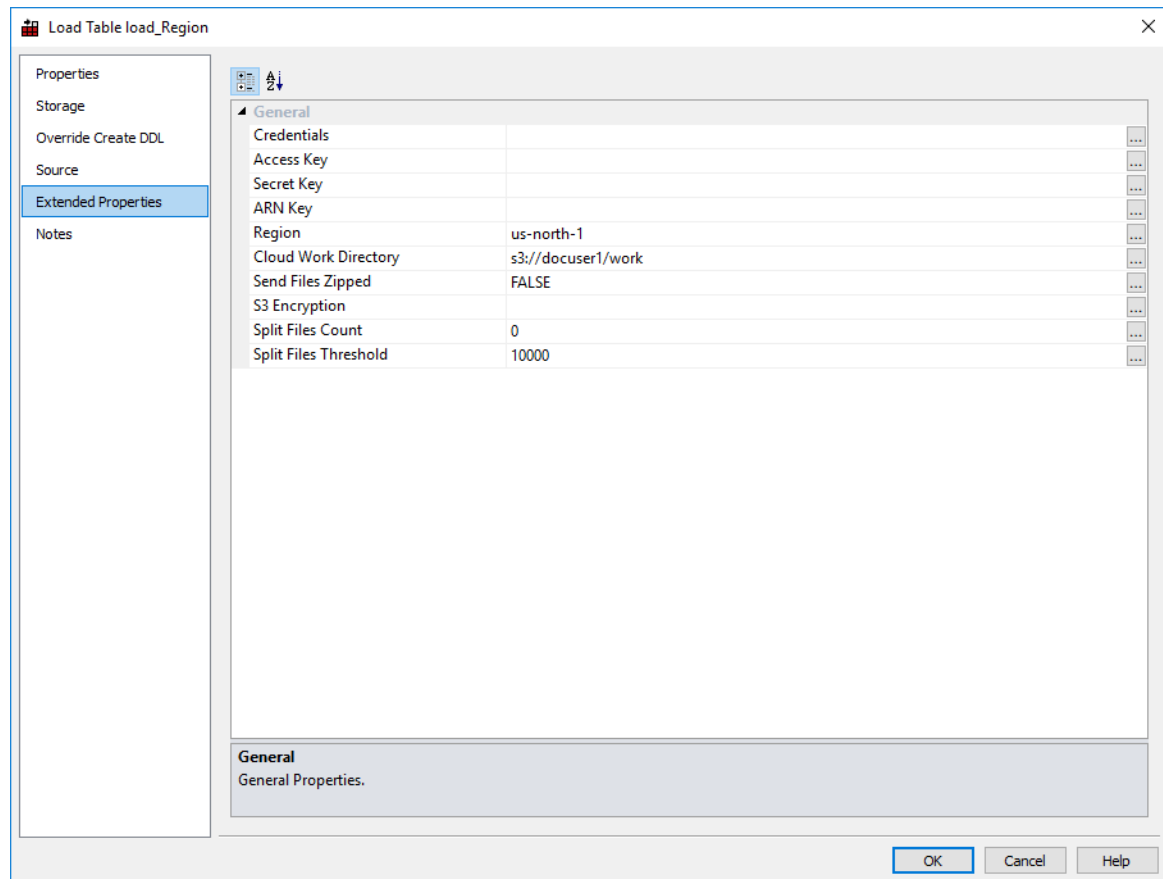 Load Table load_Region
Properties
Storage
Override Create DDL
Source
Extended Properties
Notes
General
Credentials ...
Access Key ...
Secret Key ...
ARN Key ...
Region us-north-1 ...
Cloud Work Directory s3://docuser1/work ...
Send Files Zipped FALSE ...
S3 Encryption ...
Split Files Count 0 ...
Split Files Threshold 10000 ...
General
General Properties.
OK Cancel Help